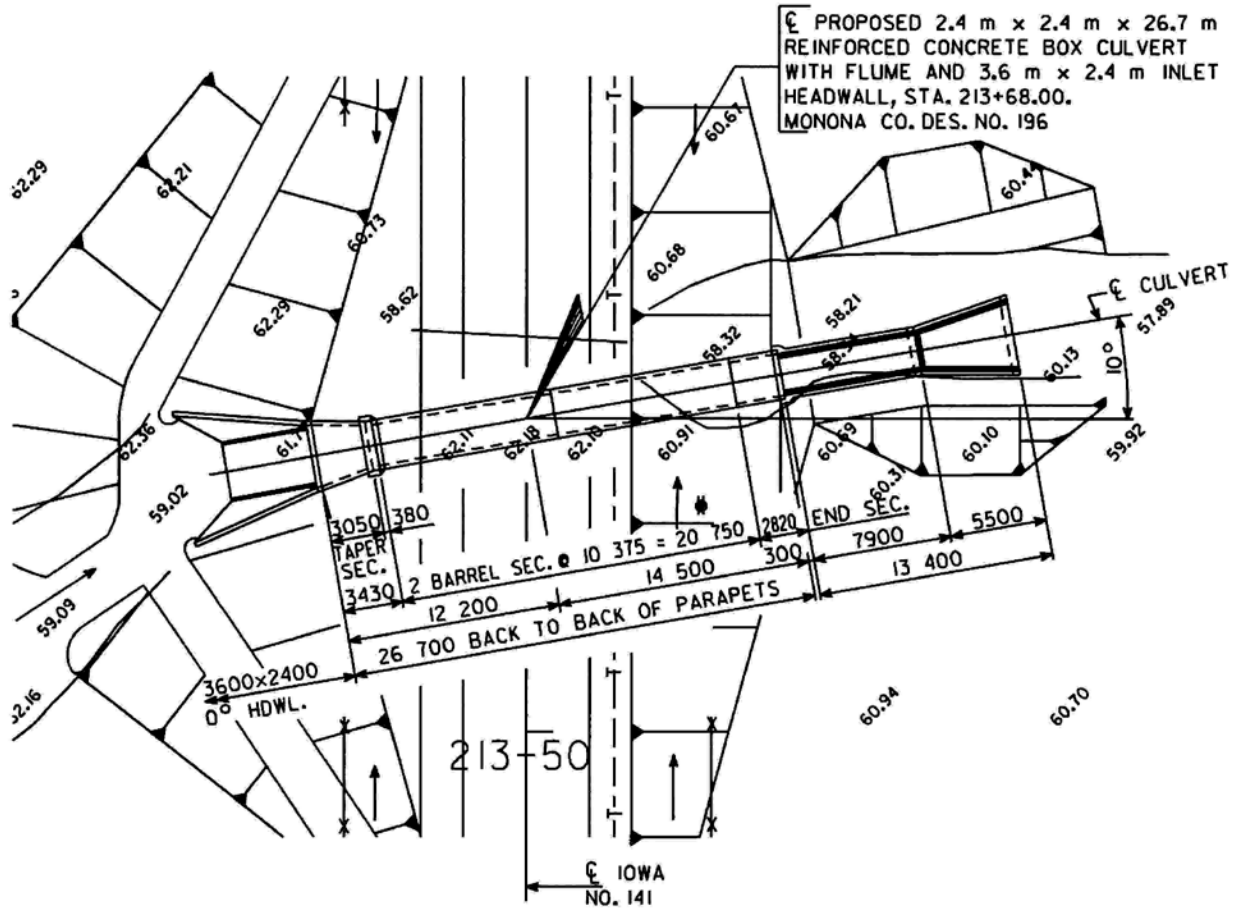 ℄ PROPOSED 2.4 m x 2.4 m x 26.7 m
REINFORCED CONCRETE BOX CULVERT
WITH FLUME AND 3.6 m x 2.4 m INLET
HEADWALL, STA. 213+68.00.
MONONA CO. DES. NO. 196
62.29
62.21
60.73
62.29
58.62
60.67
60.68
60.44
58.32
58.21
℄ CULVERT
57.89
10°
60.13
59.92
62.36
61.7
62.11
62.18
62.10
60.91
60.69
60.10
60.31
59.02
59.09
3050
380
TAPER
SEC.
3430
2 BARREL SEC. @ 10 375 = 20 750
2820
END SEC.
7900
5500
12 200
14 500
300
13 400
26 700 BACK TO BACK OF PARAPETS
3600x2400
0° HDWL.
60.94
60.70
213+50
℄ IOWA
NO. 141